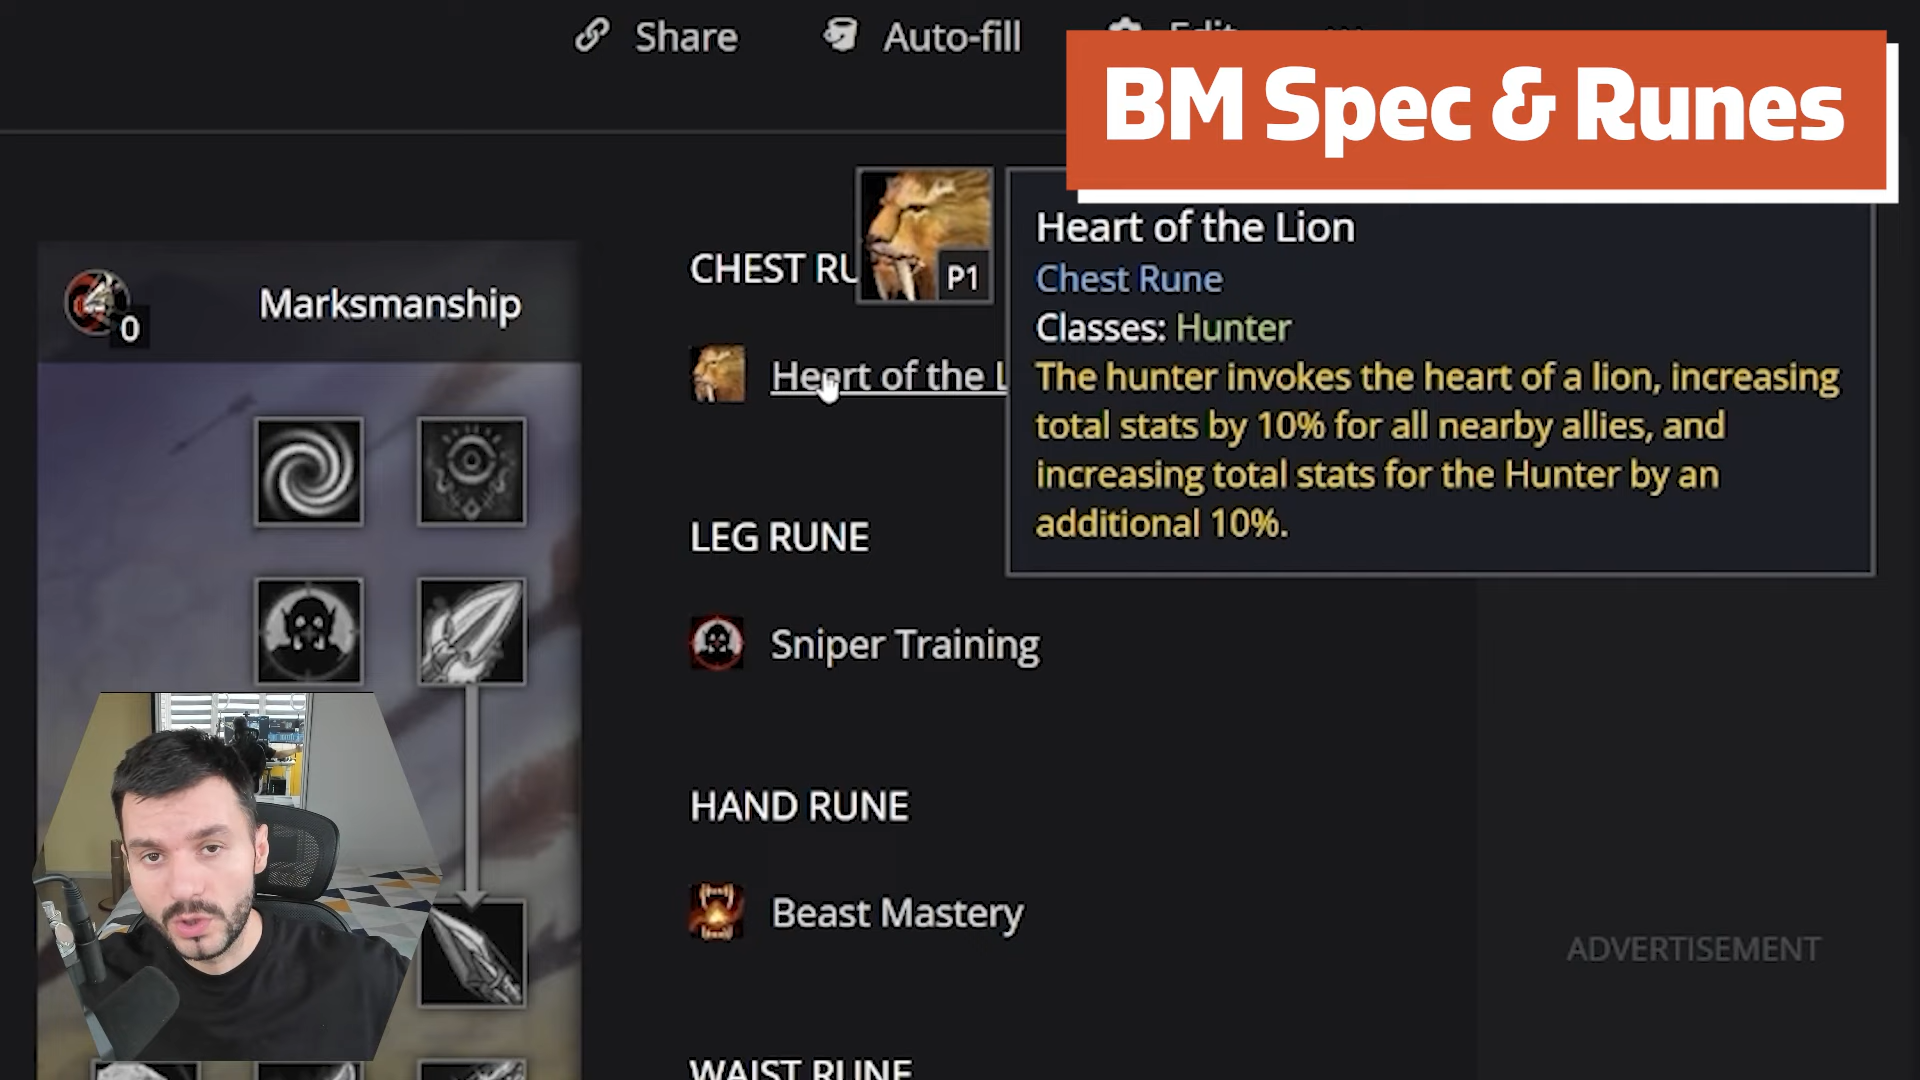 Share
Auto-fill
Edit
BM Spec & Runes
P1
Heart of the Lion
Chest Rune
Classes: Hunter
The hunter invokes the heart of a lion, increasing
total stats by 10% for all nearby allies, and
increasing total stats for the Hunter by an
additional 10%.
CHEST RU
0
Marksmanship
Heart of the L
LEG RUNE
Sniper Training
HAND RUNE
Beast Mastery
ADVERTISEMENT
WAIST RUNE